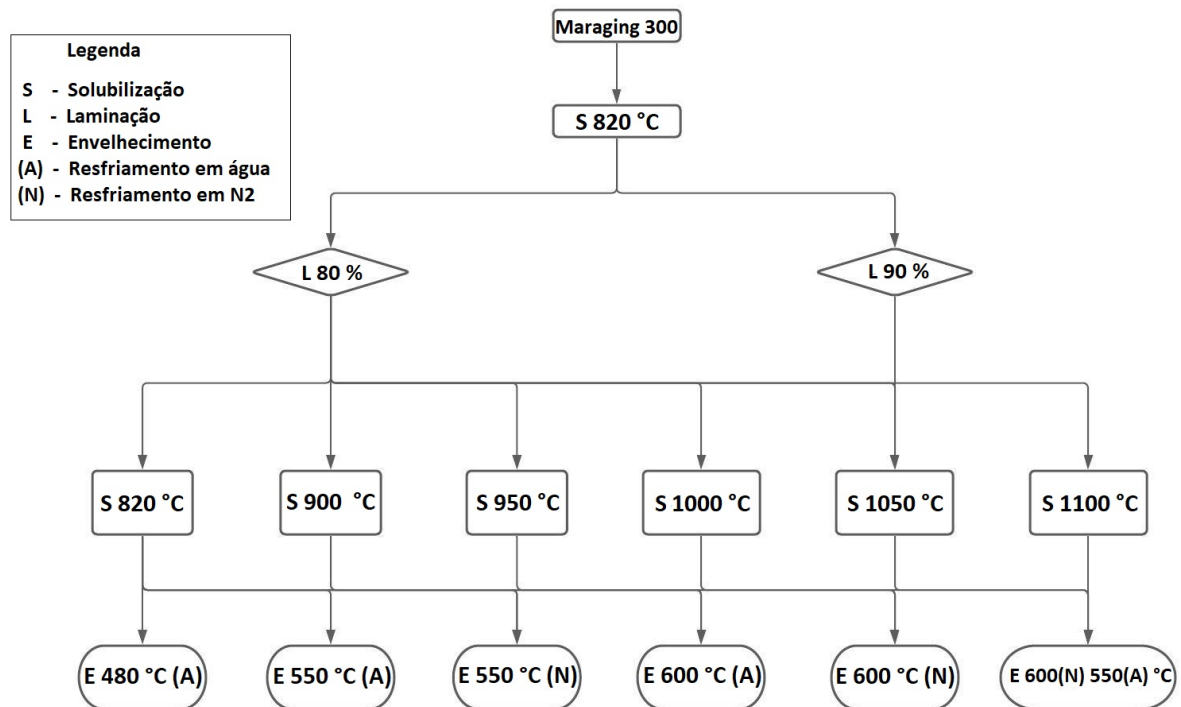 Maraging 300
Legenda
S - Solubilização
L - Laminação
E - Envelhecimento
(A) - Resfriamento em água
(N) - Resfriamento em N2
S 820 °C
L 80 %
L 90 %
S 820 °C
S 900 °C
S 950 °C
S 1000 °C
S 1050 °C
S 1100 °C
E 480 °C (A)
E 550 °C (A)
E 550 °C (N)
E 600 °C (A)
E 600 °C (N)
E 600(N) 550(A) °C